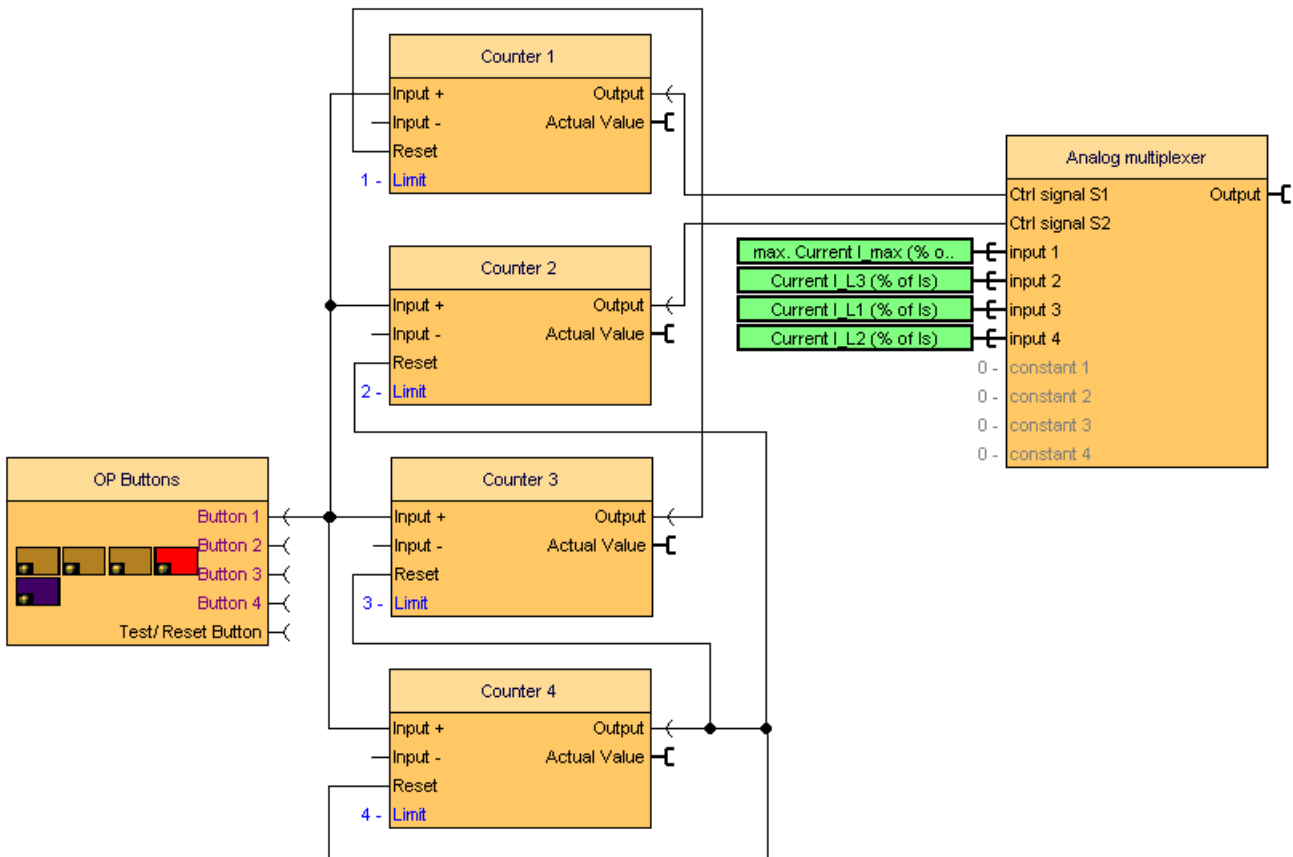 Counter 1
Input + Output
Input - Actual Value
Reset
1 - Limit
Counter 2
Input + Output
Input - Actual Value
Reset
2 - Limit
OP Buttons
Button 1
Button 2
Button 3
Button 4
Test/ Reset Button
Counter 3
Input + Output
Input - Actual Value
Reset
3 - Limit
Counter 4
Input + Output
Input - Actual Value
Reset
4 - Limit
Analog multiplexer
Ctrl signal S1 Output
Ctrl signal S2
max. Current I_max (% o.. input 1
Current I_L3 (% of Is) input 2
Current I_L1 (% of Is) input 3
Current I_L2 (% of Is) input 4
0 - constant 1
0 - constant 2
0 - constant 3
0 - constant 4